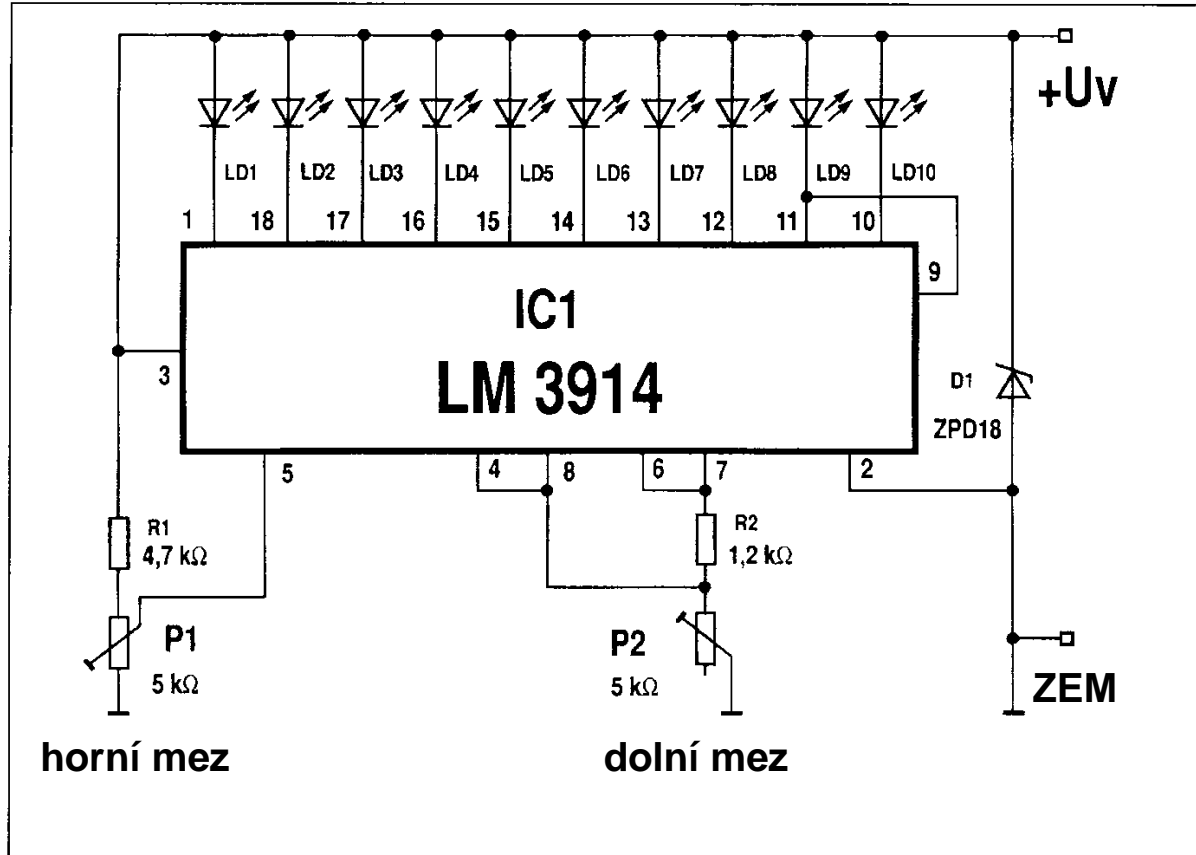 +Uv
LD1 LD2 LD3 LD4 LD5 LD6 LD7 LD8 LD9 LD10
1 18 17 16 15 14 13 12 11 10
9
IC1
3
LM 3914
D1
ZPD18
5 4 8 6 7 2
R1
4,7 kΩ
R2
1,2 kΩ
P1
5 kΩ
P2
5 kΩ
ZEM
horní mez
dolní mez